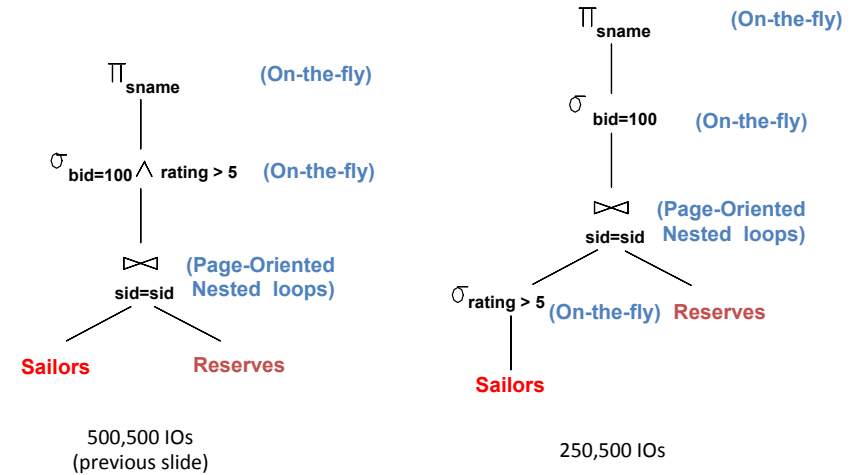 π sname (On-the-fly)
σ bid=100 ∧ rating > 5 (On-the-fly)
⋈ (Page-Oriented
sid=sid Nested loops)
Sailors Reserves
500,500 IOs
(previous slide)
π sname (On-the-fly)
σ bid=100 (On-the-fly)
⋈ (Page-Oriented
sid=sid Nested loops)
σ rating > 5 (On-the-fly) Reserves
Sailors
250,500 IOs